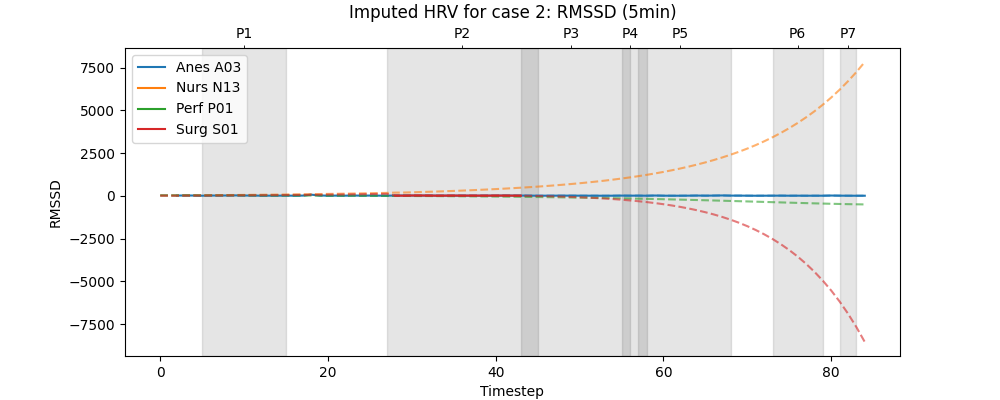 Imputed HRV for case 2: RMSSD (5min)
P1 P2 P3 P4 P5 P6 P7
Anes A03
Nurs N13
Perf P01
Surg S01
7500
5000
2500
0
−2500
−5000
−7500
RMSSD
0 20 40 60 80
Timestep